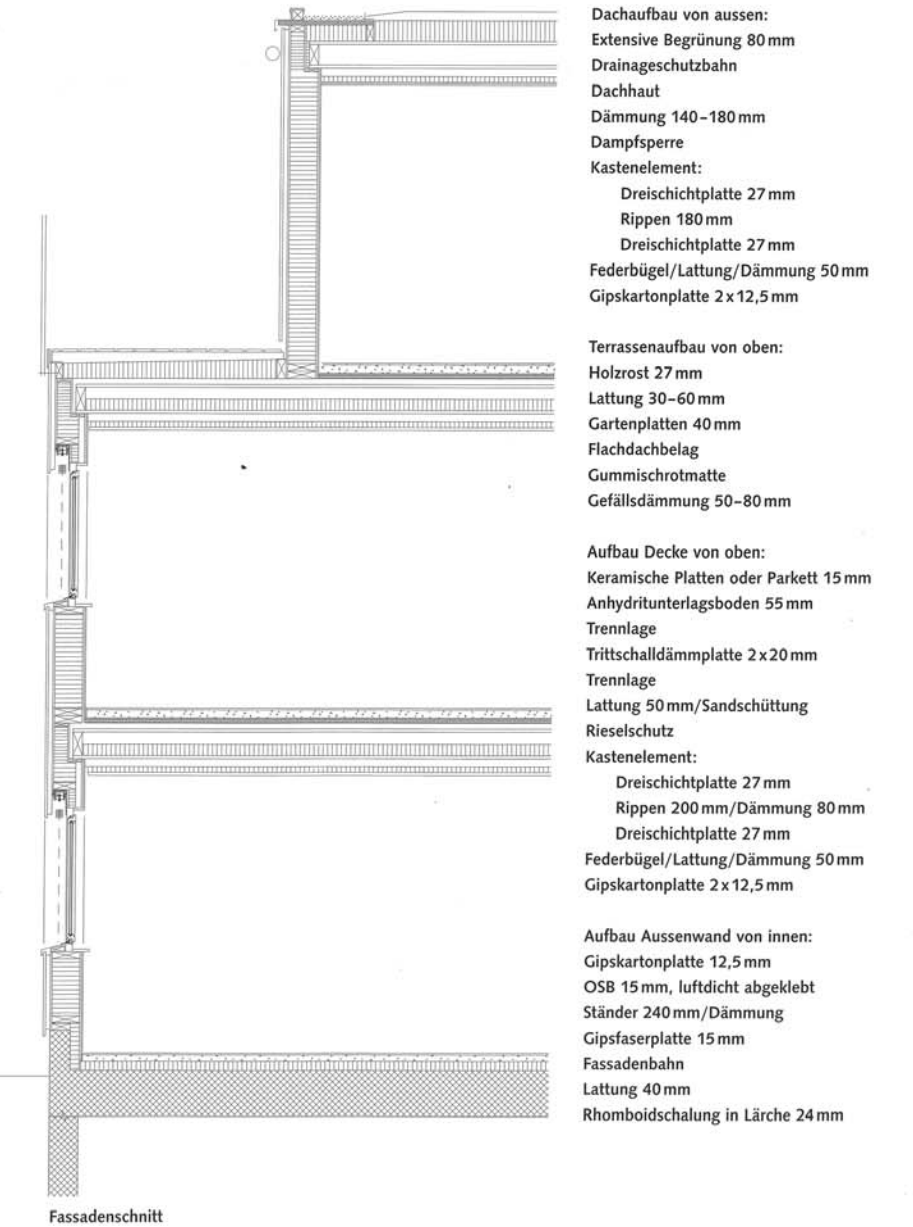 Dachaufbau von aussen:
Extensive Begrünung 80 mm
Drainageschutzbahn
Dachhaut
Dämmung 140–180 mm
Dampfsperre
Kastenelement:
Dreischichtplatte 27 mm
Rippen 180 mm
Dreischichtplatte 27 mm
Federbügel/Lattung/Dämmung 50 mm
Gipskartonplatte 2 x 12,5 mm
Terrassenaufbau von oben:
Holzrost 27 mm
Lattung 30–60 mm
Gartenplatten 40 mm
Flachdachbelag
Gummischrotmatte
Gefällsdämmung 50–80 mm
Aufbau Decke von oben:
Keramische Platten oder Parkett 15 mm
Anhydritunterlagsboden 55 mm
Trennlage
Trittschalldämmplatte 2 x 20 mm
Trennlage
Lattung 50 mm/Sandschüttung
Rieselschutz
Kastenelement:
Dreischichtplatte 27 mm
Rippen 200 mm/Dämmung 80 mm
Dreischichtplatte 27 mm
Federbügel/Lattung/Dämmung 50 mm
Gipskartonplatte 2 x 12,5 mm
Aufbau Aussenwand von innen:
Gipskartonplatte 12,5 mm
OSB 15 mm, luftdicht abgeklebt
Ständer 240 mm/Dämmung
Gipsfaserplatte 15 mm
Fassadenbahn
Lattung 40 mm
Rhomboidschalung in Lärche 24 mm
Fassadenschnitt